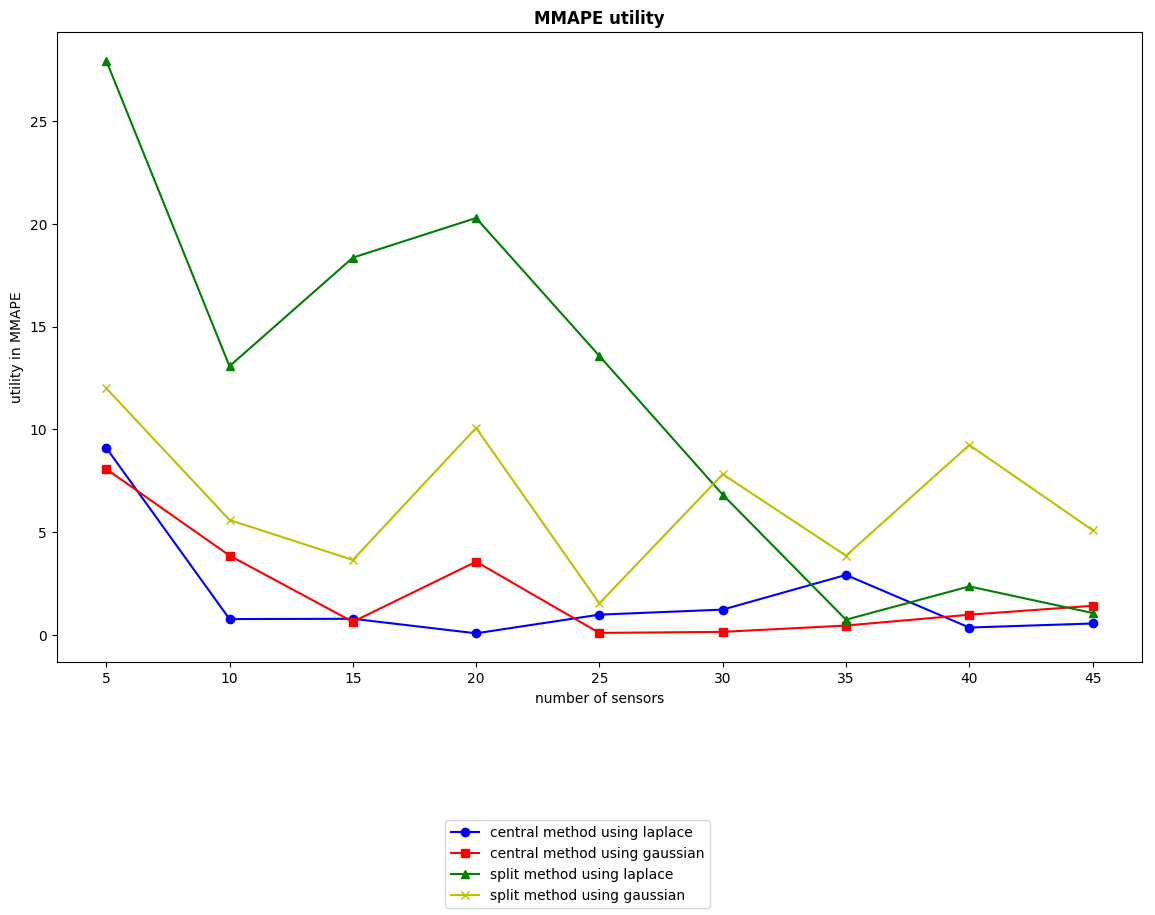 MMAPE utility
utility in MMAPE
25
20
15
10
5
0
5 10 15 20 25 30 35 40 45
number of sensors
central method using laplace
central method using gaussian
split method using laplace
split method using gaussian